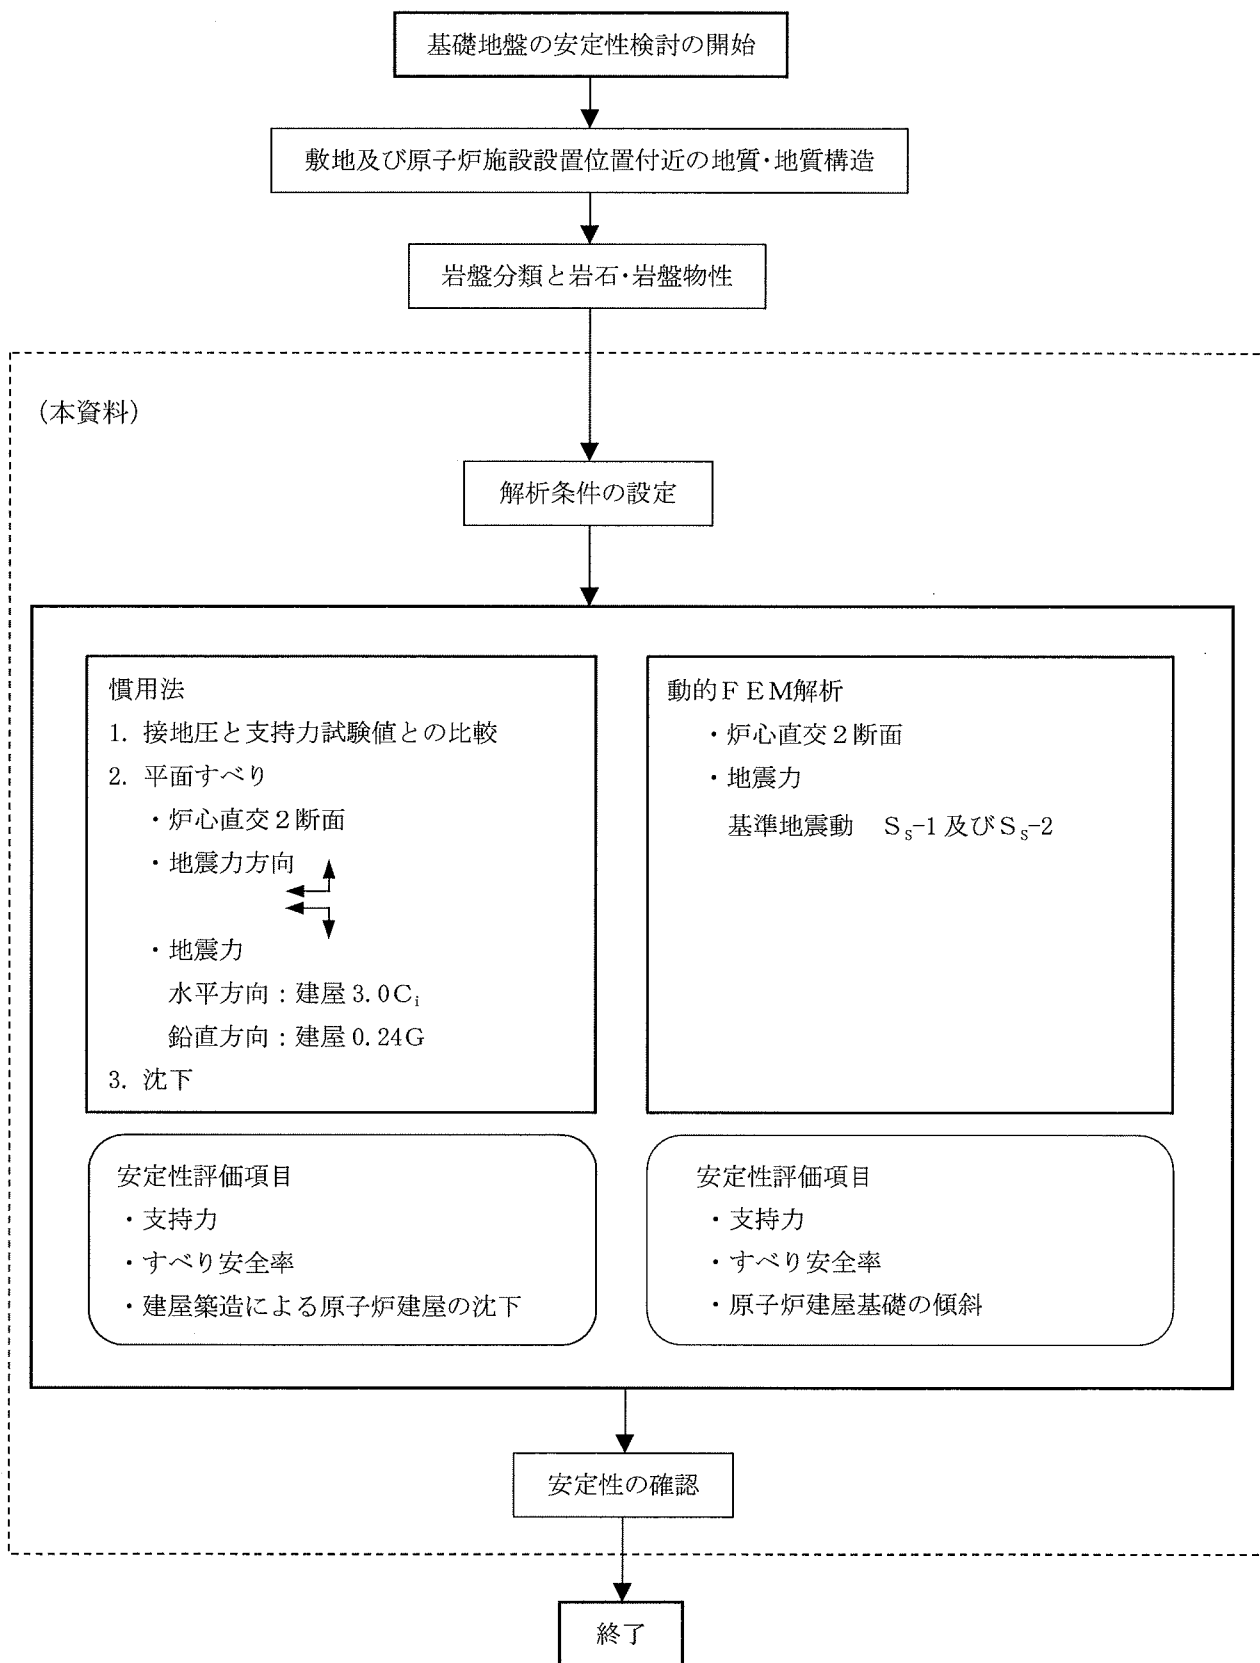 基礎地盤の安定性検討の開始
敷地及び原子炉施設設置位置付近の地質・地質構造
岩盤分類と岩石・岩盤物性
(本資料)
解析条件の設定
慣用法
1. 接地圧と支持力試験値との比較
2. 平面すべり
・炉心直交2断面
・地震力方向
・地震力
水平方向：建屋 3.0Ci
鉛直方向：建屋 0.24G
3. 沈下
動的FEM解析
・炉心直交2断面
・地震力
基準地震動　Ss-1 及びSs-2
安定性評価項目
・支持力
・すべり安全率
・建屋築造による原子炉建屋の沈下
安定性評価項目
・支持力
・すべり安全率
・原子炉建屋基礎の傾斜
安定性の確認
終了